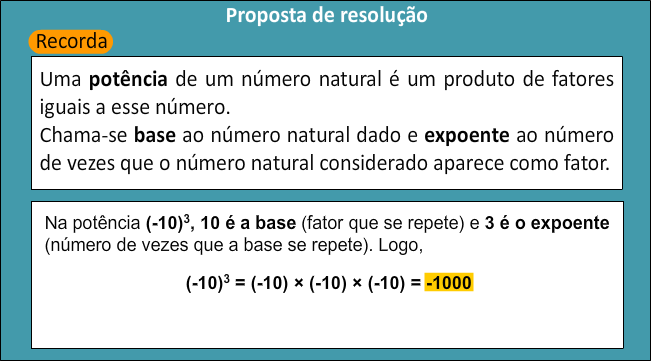 Proposta de resolução
Recorda
Uma potência de um número natural é um produto de fatores
iguais a esse número.
Chama-se base ao número natural dado e expoente ao número
de vezes que o número natural considerado aparece como fator.
Na potência (-10)³, 10 é a base (fator que se repete) e 3 é o expoente
(número de vezes que a base se repete). Logo,
(-10)³ = (-10) × (-10) × (-10) = -1000